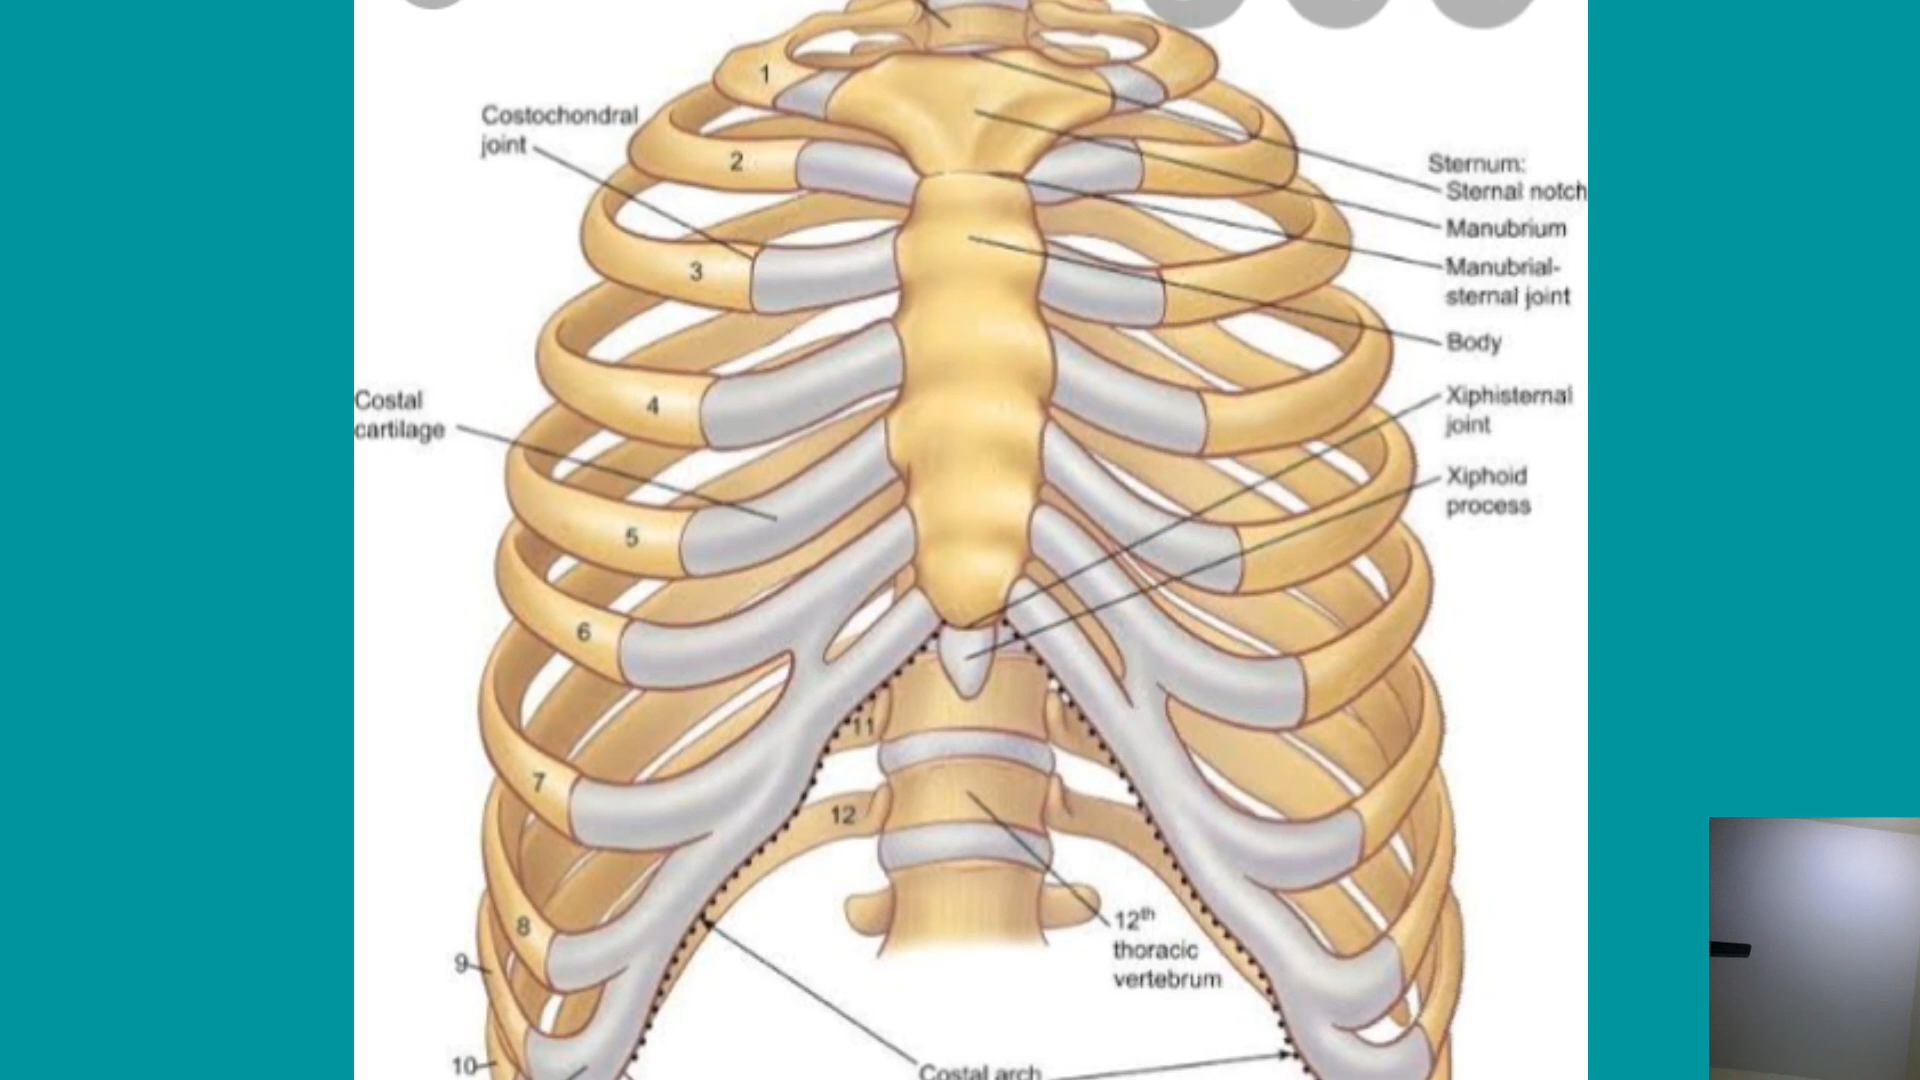 1
Costochondral
joint
2
Sternum:
Sternal notch
Manubrium
3
Manubrial-
sternal joint
Body
Costal
cartilage
4
Xiphisternal
joint
Xiphoid
process
5
6
11
7
12
8
12th
thoracic
vertebrum
9
10
Costal arch